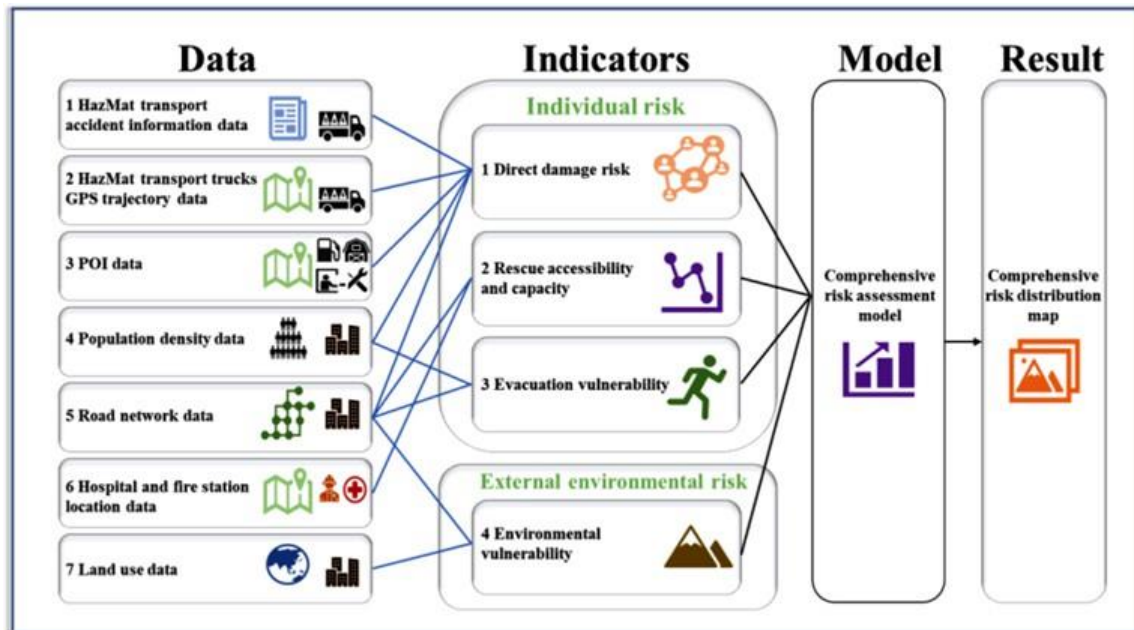 Data
Indicators
Model
Result
1 HazMat transport
accident information data
2 HazMat transport trucks
GPS trajectory data
3 POI data
4 Population density data
5 Road network data
6 Hospital and fire station
location data
7 Land use data
Individual risk
1 Direct damage risk
2 Rescue accessibility
and capacity
3 Evacuation vulnerability
External environmental risk
4 Environmental
vulnerability
Comprehensive
risk assessment
model
Comprehensive
risk distribution
map